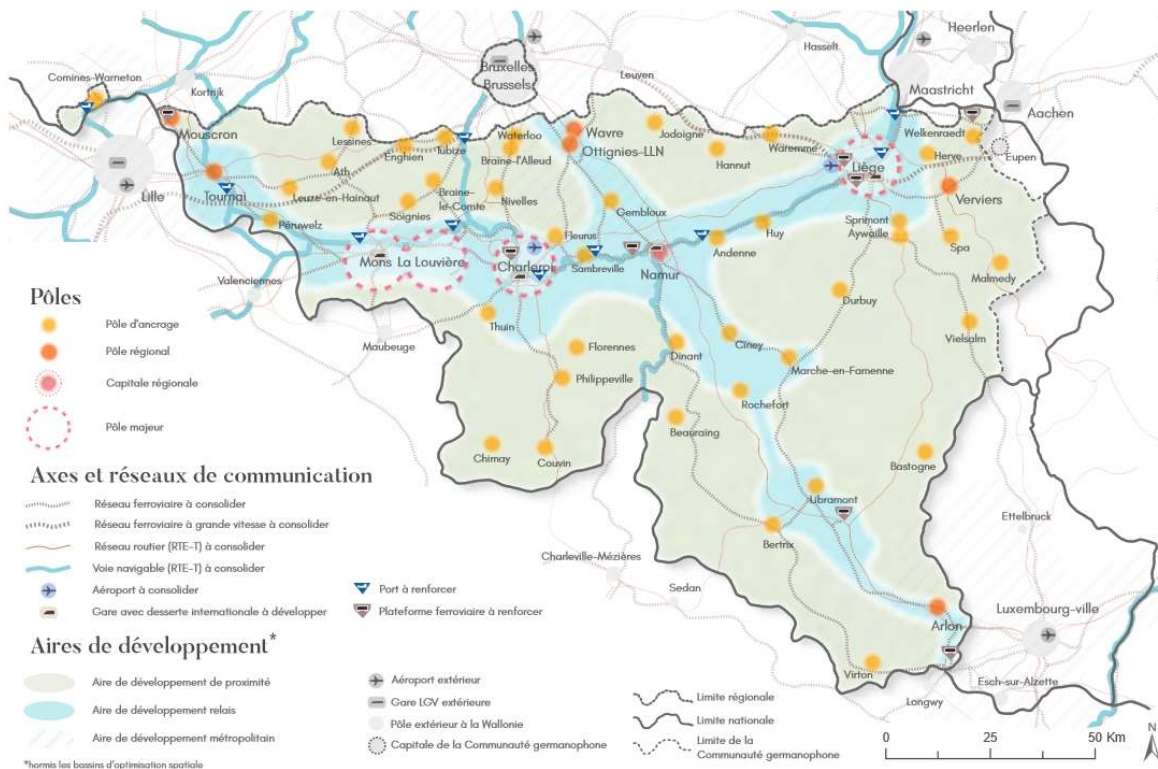 Heerlen
Hasselt
Comines-Warneton
Kortrijk
Bruxelles
Brussels
Leuven
Maastricht
Aachen
Mouscron
Lessines
Enghien
Tubize
Waterloo
Braine-l'Alleud
Wavre
Ottignies-LLN
Jodoigne
Hannut
Waremme
Welkenraedt
Herve
Eupen
Liège
Lille
Tournai
Ath
Leuze-en-Hainaut
Soignies
Braine-
le-Comte
Nivelles
Gembloux
Verviers
Péruwelz
Fleurus
Huy
Andenne
Sprimont
Aywaille
Spa
Mons La Louvière
Charleroi
Sambreville
Namur
Malmedy
Valenciennes
Durbuy
Thuin
Maubeuge
Florennes
Dinant
Ciney
Vielsalm
Marche-en-Famenne
Philippeville
Rochefort
Beauraing
Chimay
Couvin
Bastogne
Libramont
Ettelbruck
Bertrix
Charleville-Mézières
Sedan
Arlon
Luxembourg-ville
Virton
Longwy
Esch-sur-Alzette
Pôles
Pôle d'ancrage
Pôle régional
Capitale régionale
Pôle majeur
Axes et réseaux de communication
Réseau ferroviaire à consolider
Réseau ferroviaire à grande vitesse à consolider
Réseau routier (RTE-T) à consolider
Voie navigable (RTE-T) à consolider
Aéroport à consolider
Gare avec desserte internationale à développer
Port à renforcer
Plateforme ferroviaire à renforcer
Aires de développement*
Aire de développement de proximité
Aire de développement relais
Aire de développement métropolitain
*hormis les bassins d'optimisation spatiale
Aéroport extérieur
Gare LGV extérieure
Pôle extérieur à la Wallonie
Capitale de la Communauté germanophone
Limite régionale
Limite nationale
Limite de la
Communauté germanophone
N
0 25 50 Km